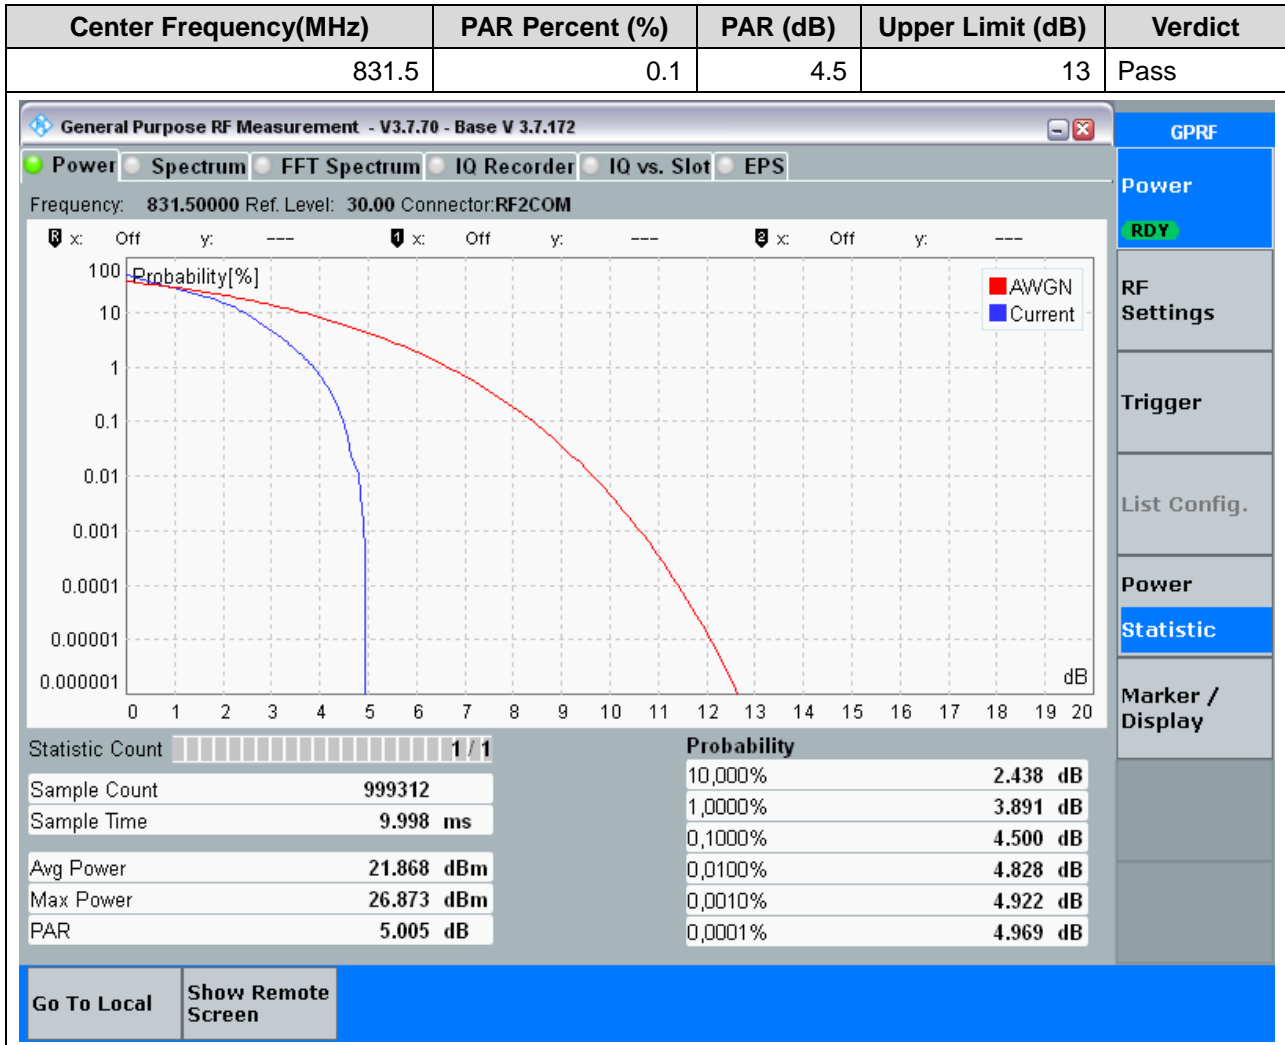 Center Frequency(MHz) PAR Percent (%) PAR (dB) Upper Limit (dB) Verdict
831.5 0.1 4.5 13 Pass
General Purpose RF Measurement - V3.7.70 - Base V 3.7.172
GPRF
Power Spectrum FFT Spectrum IQ Recorder IQ vs. Slot EPS
Frequency: 831.50000 Ref. Level: 30.00 Connector:RF2COM
R x: Off y: --- 1 x: Off y: --- 2 x: Off y: ---
Probability[%]
AWGN
Current
100
10
1
0.1
0.01
0.001
0.0001
0.00001
0.000001
dB
0 1 2 3 4 5 6 7 8 9 10 11 12 13 14 15 16 17 18 19 20
Statistic Count 1 / 1
Sample Count 999312
Sample Time 9.998 ms
Avg Power 21.868 dBm
Max Power 26.873 dBm
PAR 5.005 dB
Probability
10,000% 2.438 dB
1,0000% 3.891 dB
0,1000% 4.500 dB
0,0100% 4.828 dB
0,0010% 4.922 dB
0,0001% 4.969 dB
Power
RDY
RF
Settings
Trigger
List Config.
Power
Statistic
Marker /
Display
Go To Local
Show Remote
Screen